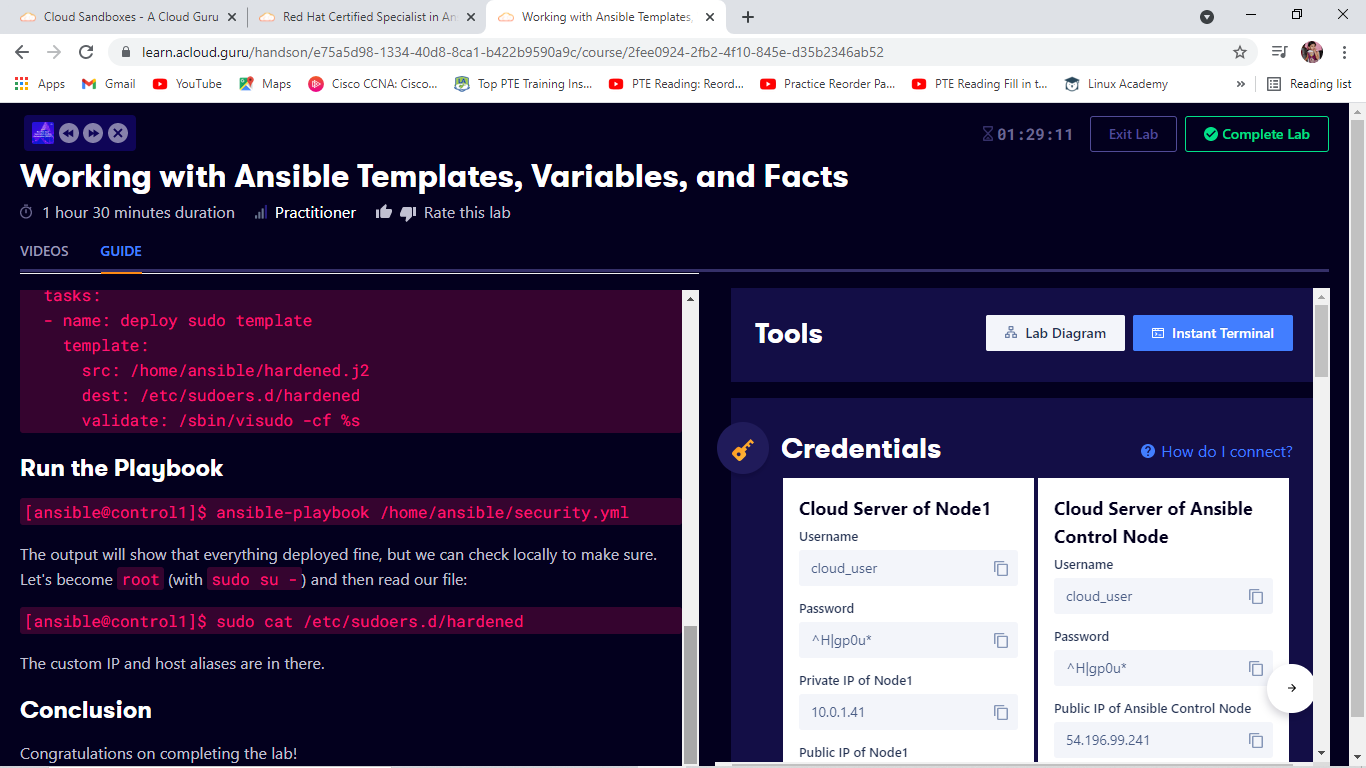 Cloud Sandboxes - A Cloud Guru
Red Hat Certified Specialist in An
Working with Ansible Templates,
learn.acloud.guru/handson/e75a5d98-1334-40d8-8ca1-b422b9590a9c/course/2fee0924-2fb2-4f10-845e-d35b2346ab52
Apps Gmail YouTube Maps Cisco CCNA: Cisco... Top PTE Training Ins... PTE Reading: Reord... Practice Reorder Pa... PTE Reading Fill in t... Linux Academy » Reading list
01:29:11 Exit Lab Complete Lab
Working with Ansible Templates, Variables, and Facts
1 hour 30 minutes duration Practitioner Rate this lab
VIDEOS GUIDE
tasks:
- name: deploy sudo template
template:
src: /home/ansible/hardened.j2
dest: /etc/sudoers.d/hardened
validate: /sbin/visudo -cf %s
Run the Playbook
[ansible@control1]$ ansible-playbook /home/ansible/security.yml
The output will show that everything deployed fine, but we can check locally to make sure.
Let's become root (with sudo su -) and then read our file:
[ansible@control1]$ sudo cat /etc/sudoers.d/hardened
The custom IP and host aliases are in there.
Conclusion
Congratulations on completing the lab!
Tools
Lab Diagram
Instant Terminal
Credentials
How do I connect?
Cloud Server of Node1
Username
cloud_user
Password
^H|gp0u*
Private IP of Node1
10.0.1.41
Public IP of Node1
Cloud Server of Ansible
Control Node
Username
cloud_user
Password
^H|gp0u*
Public IP of Ansible Control Node
54.196.99.241